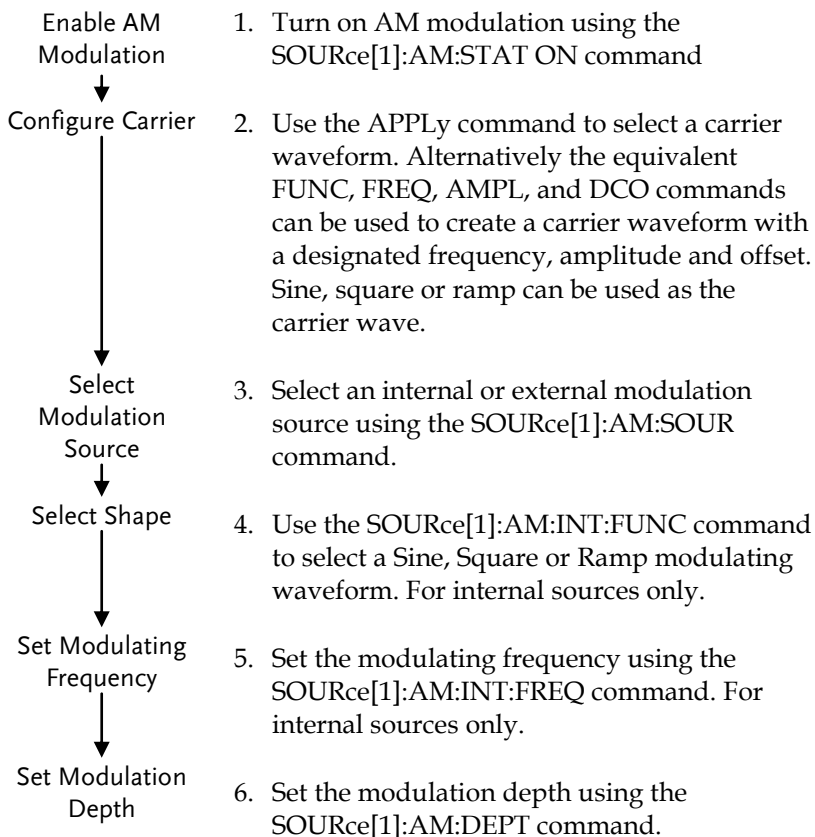 Enable AM
Modulation
1. Turn on AM modulation using the
SOURce[1]:AM:STAT ON command
Configure Carrier
2. Use the APPLy command to select a carrier
waveform. Alternatively the equivalent
FUNC, FREQ, AMPL, and DCO commands
can be used to create a carrier waveform with
a designated frequency, amplitude and offset.
Sine, square or ramp can be used as the
carrier wave.
Select
Modulation
Source
3. Select an internal or external modulation
source using the SOURce[1]:AM:SOUR
command.
Select Shape
4. Use the SOURce[1]:AM:INT:FUNC command
to select a Sine, Square or Ramp modulating
waveform. For internal sources only.
Set Modulating
Frequency
5. Set the modulating frequency using the
SOURce[1]:AM:INT:FREQ command. For
internal sources only.
Set Modulation
Depth
6. Set the modulation depth using the
SOURce[1]:AM:DEPT command.